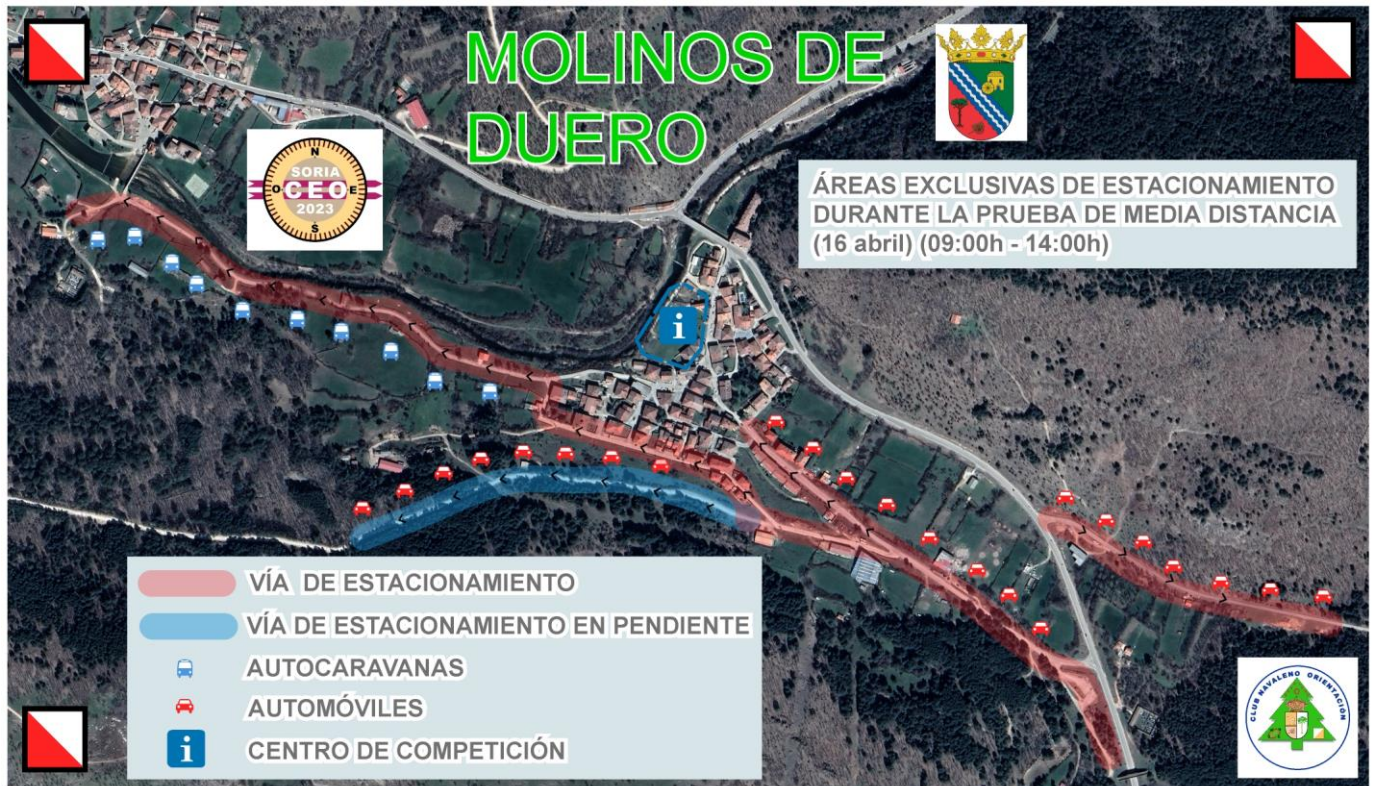 MOLINOS DE
DUERO
N
SORIA
O CEO E
2023
S
ÁREAS EXCLUSIVAS DE ESTACIONAMIENTO
DURANTE LA PRUEBA DE MEDIA DISTANCIA
(16 abril) (09:00h - 14:00h)
i
VÍA DE ESTACIONAMIENTO
VÍA DE ESTACIONAMIENTO EN PENDIENTE
AUTOCARAVANAS
AUTOMÓVILES
i CENTRO DE COMPETICIÓN
CLUB NAVALENO ORIENTACIÓN